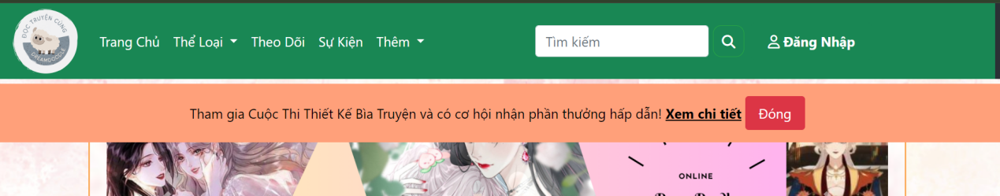 ĐỌC TRUYỆN CÙNG
Trang Chủ Thể Loại Theo Dõi Sự Kiện Thêm Tìm kiếm Đăng Nhập
Tham gia Cuộc Thi Thiết Kế Bìa Truyện và có cơ hội nhận phần thưởng hấp dẫn! Xem chi tiết Đóng
ONLINE